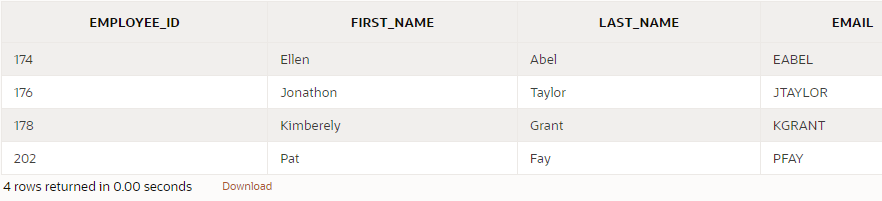 EMPLOYEE_ID FIRST_NAME LAST_NAME EMAIL
174 Ellen Abel EABEL
176 Jonathon Taylor JTAYLOR
178 Kimberely Grant KGRANT
202 Pat Fay PFAY
4 rows returned in 0.00 seconds Download